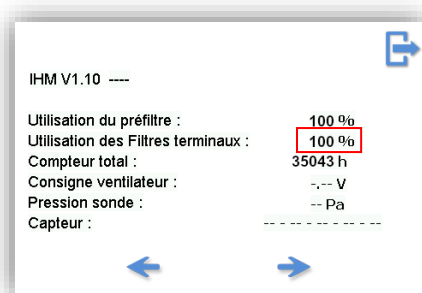 IHM V1.10 ----
Utilisation du préfiltre : 100 %
Utilisation des Filtres terminaux : 100 %
Compteur total : 35043 h
Consigne ventilateur : -.-- V
Pression sonde : -- Pa
Capteur : -- - -- - -- - -- - --